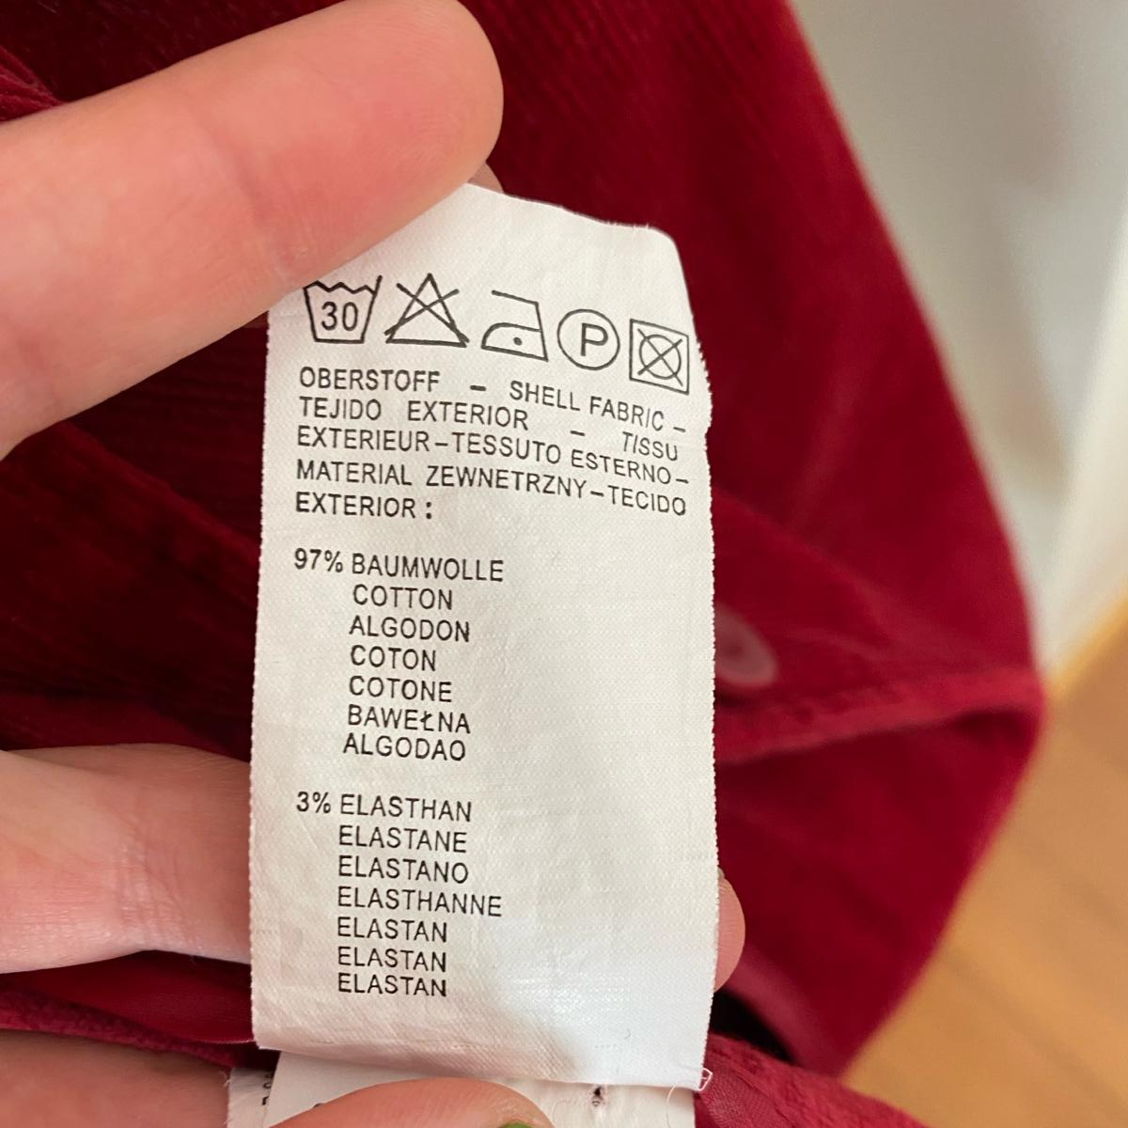 30 P
OBERSTOFF - SHELL FABRIC -
TEJIDO EXTERIOR - TISSU
EXTERIEUR-TESSUTO ESTERNO-
MATERIAL ZEWNETRZNY-TECIDO
EXTERIOR :
97% BAUMWOLLE
COTTON
ALGODON
COTON
COTONE
BAWEŁNA
ALGODAO
3% ELASTHAN
ELASTANE
ELASTANO
ELASTHANNE
ELASTAN
ELASTAN
ELASTAN